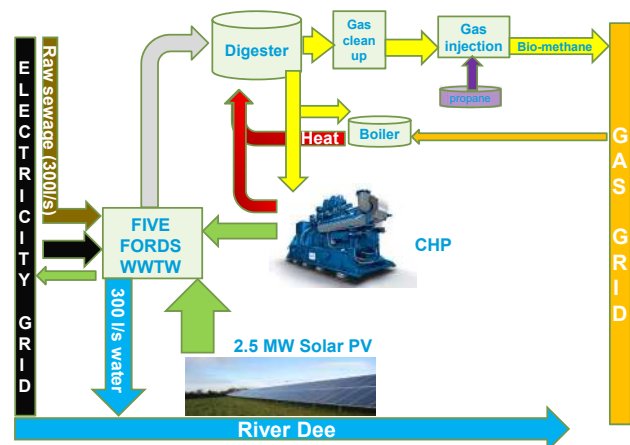 ELECTRICITY GRID
Raw sewage (300l/s)
Digester
Gas
clean
up
Gas
injection
Bio-methane
propane
Boiler
Heat
GAS GRID
FIVE
FORDS
WWTW
CHP
300 l/s water
2.5 MW Solar PV
River Dee